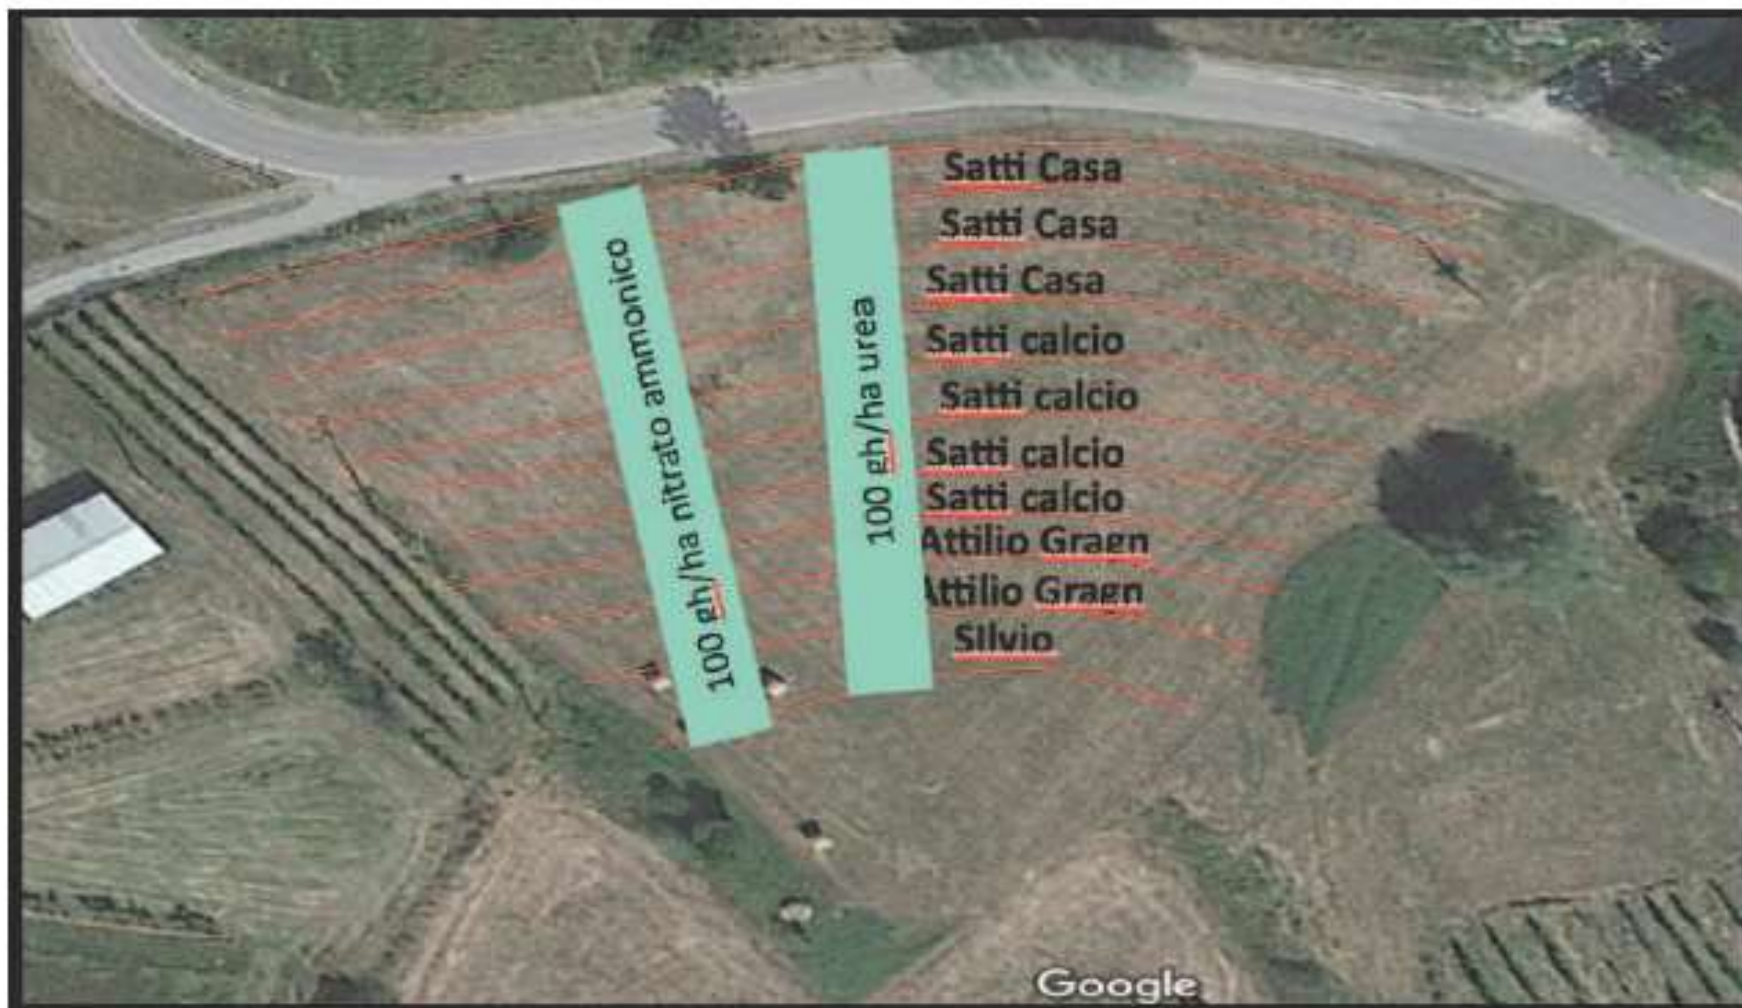 Satti Casa
Satti Casa
Satti Casa
Satti calcio
Satti calcio
Satti calcio
Satti calcio
Attilio Gragn
Attilio Gragn
SIlvio
100 gh/ha nitrato ammonico
100 gh/ha urea
Google